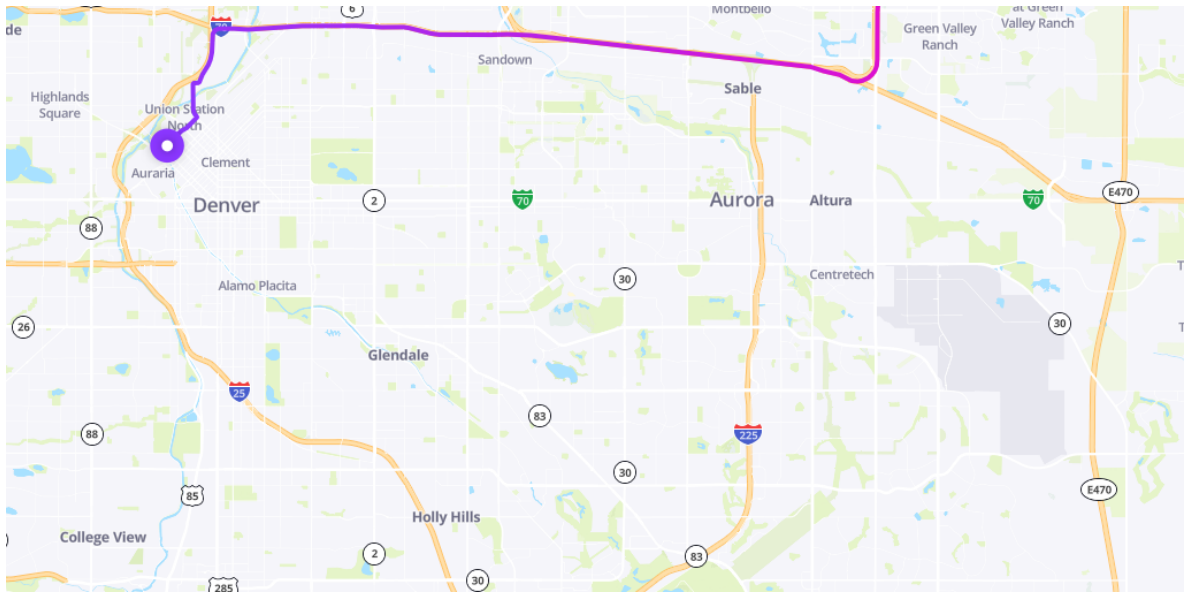 6
Montbello
at Green
Valley Ranch
de
70
Green Valley
Ranch
Sandown
Highlands
Square
Union Station
North
Sable
Clement
Auraria
Denver
2
70
Aurora
Altura
70
E470
88
30
Centretech
T
Alamo Placita
26
30
T
Glendale
25
83
225
88
30
85
E470
College View
Holly Hills
2
83
30
285